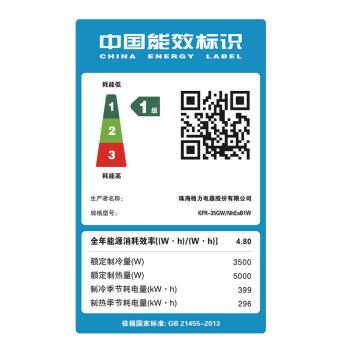 中国能效标识
CHINA ENERGY LABEL
耗能低
1
1级
2
3
耗能高
生产者名称: 珠海格力电器股份有限公司
规格型号: KFR-35GW/NhEaB1W
全年能源消耗效率[(W·h)/(W·h)] 4.80
额定制冷量(W) 3500
额定制热量(W) 5000
制冷季节耗电量(kW·h) 399
制热季节耗电量(kW·h) 296
依据国家标准: GB 21455-2013